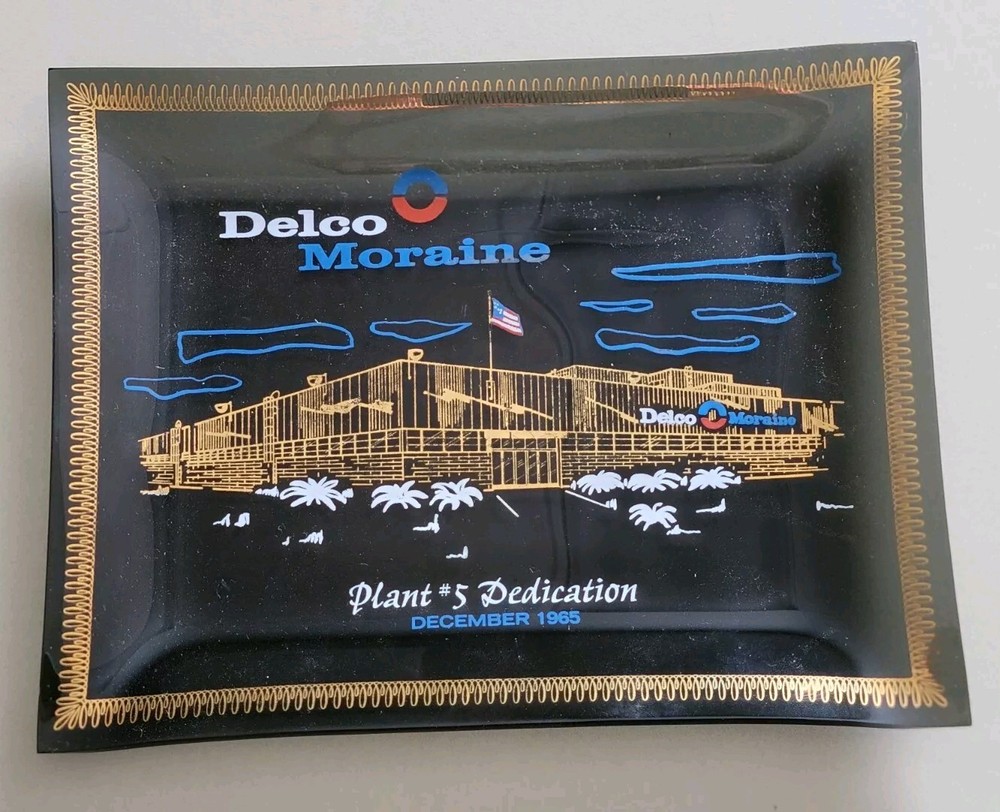 Delco
Moraine
Delco Moraine
Plant #5 Dedication
DECEMBER 1965